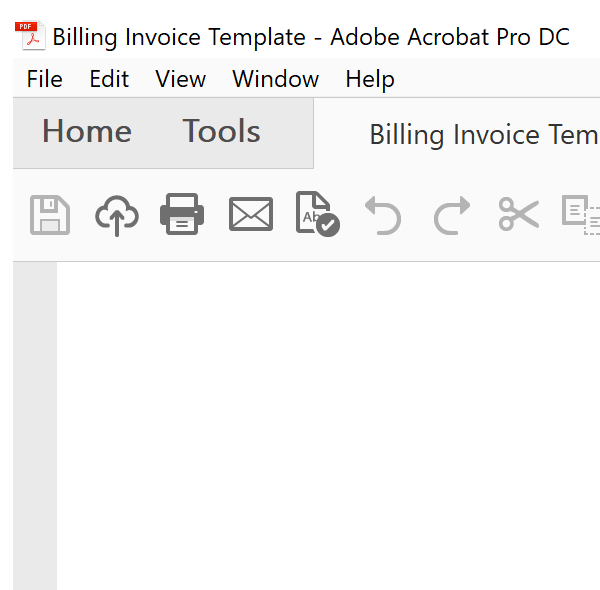 PDF Billing Invoice Template - Adobe Acrobat Pro DC
File Edit View Window Help
Home Tools Billing Invoice Tem
Ab